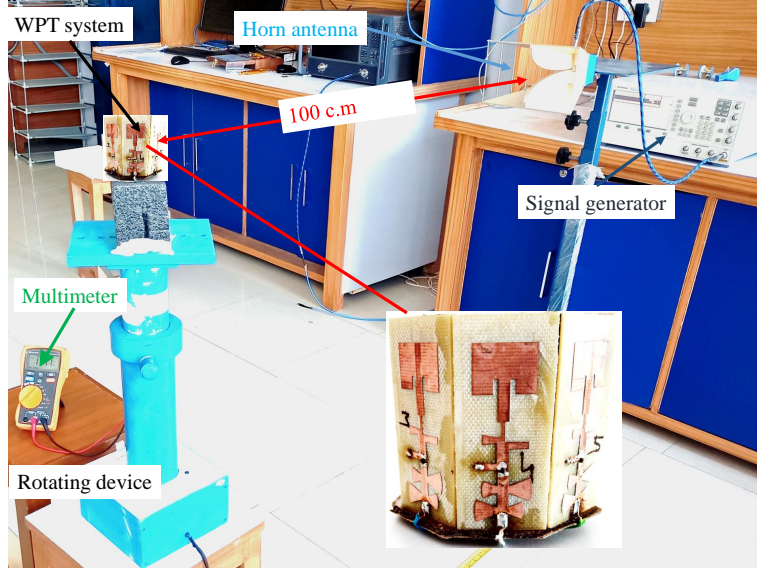 WPT system
Horn antenna
100 c.m
Signal generator
Multimeter
Rotating device